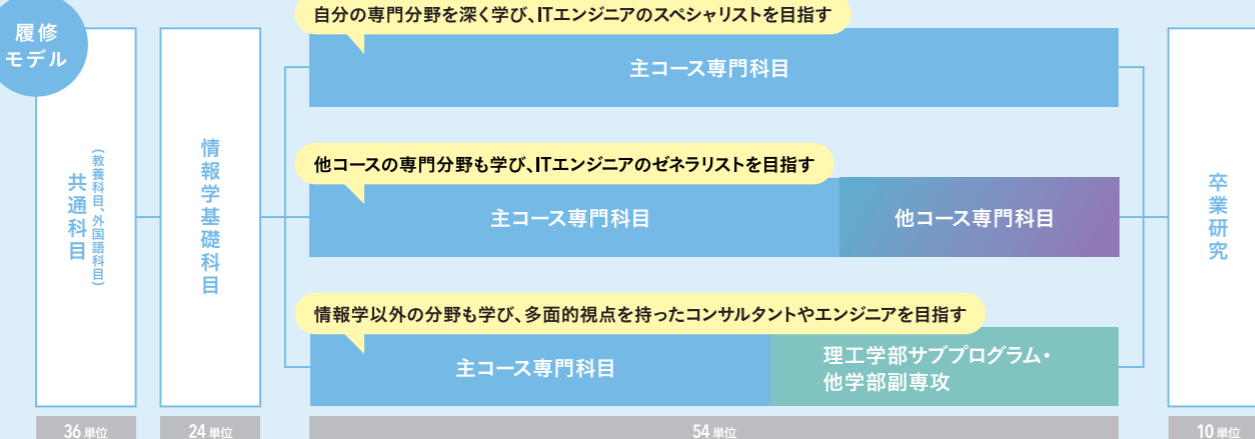 履修
モデル
共通科目
(教養科目、外国語科目)
情報学基礎科目
自分の専門分野を深く学び、ITエンジニアのスペシャリストを目指す
主コース専門科目
他コースの専門分野も学び、ITエンジニアのゼネラリストを目指す
主コース専門科目
他コース専門科目
情報学以外の分野も学び、多面的視点を持ったコンサルタントやエンジニアを目指す
主コース専門科目
理工学部サブプログラム・
他学部副専攻
卒業研究
36単位
24単位
54単位
10単位